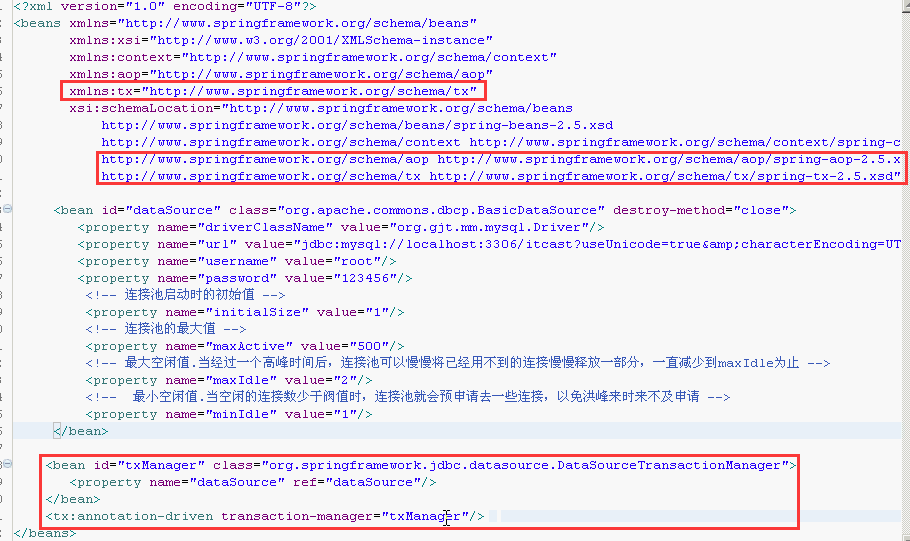 <?xml version="1.0" encoding="UTF-8"?>
<beans xmlns="http://www.springframework.org/schema/beans"
xmlns:xsi="http://www.w3.org/2001/XMLSchema-instance"
xmlns:context="http://www.springframework.org/schema/context"
xmlns:aop="http://www.springframework.org/schema/aop"
xmlns:tx="http://www.springframework.org/schema/tx"
xsi:schemaLocation="http://www.springframework.org/schema/beans
http://www.springframework.org/schema/beans/spring-beans-2.5.xsd
http://www.springframework.org/schema/context http://www.springframework.org/schema/context/spring-c
http://www.springframework.org/schema/aop http://www.springframework.org/schema/aop/spring-aop-2.5.x
http://www.springframework.org/schema/tx http://www.springframework.org/schema/tx/spring-tx-2.5.xsd"
<bean id="dataSource" class="org.apache.commons.dbcp.BasicDataSource" destroy-method="close">
<property name="driverClassName" value="org.gjt.mm.mysql.Driver"/>
<property name="url" value="jdbc:mysql://localhost:3306/itcast?useUnicode=true&amp;characterEncoding=UT
<property name="username" value="root"/>
<property name="password" value="123456"/>
<!-- 连接池启动时的初始值 -->
<property name="initialSize" value="1"/>
<!-- 连接池的最大值 -->
<property name="maxActive" value="500"/>
<!-- 最大空闲值.当经过一个高峰时间后，连接池可以慢慢将已经用不到的连接慢慢释放一部分，一直减少到maxIdle为止 -->
<property name="maxIdle" value="2"/>
<!-- 最小空闲值.当空闲的连接数少于阀值时，连接池就会预申请去一些连接，以免洪峰来时来不及申请 -->
<property name="minIdle" value="1"/>
</bean>
<bean id="txManager" class="org.springframework.jdbc.datasource.DataSourceTransactionManager">
<property name="dataSource" ref="dataSource"/>
</bean>
<tx:annotation-driven transaction-manager="txManager"/>
</beans>